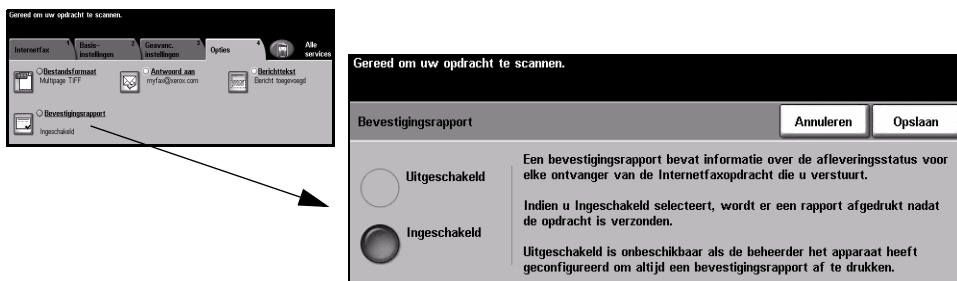 Gereed om uw opdracht te scannen.
Internetfax 1
Basis-instellingen 2
Geavanc. instellingen 3
Opties 4
Alle services
Bestandsformaat
Multipage TIFF
Antwoord aan
myfax@xerox.com
Berichttekst
Bericht toegevoegd
Bevestigingsrapport
Ingeschakeld
Gereed om uw opdracht te scannen.
Bevestigingsrapport
Annuleren
Opslaan
Uitgeschakeld
Ingeschakeld
Een bevestigingsrapport bevat informatie over de afleveringsstatus voor
elke ontvanger van de Internetfaxopdracht die u verstuurt.
Indien u Ingeschakeld selecteert, wordt er een rapport afgedrukt nadat
de opdracht is verzonden.
Uitgeschakeld is onbeschikbaar als de beheerder het apparaat heeft
geconfigureerd om altijd een bevestigingsrapport af te drukken.